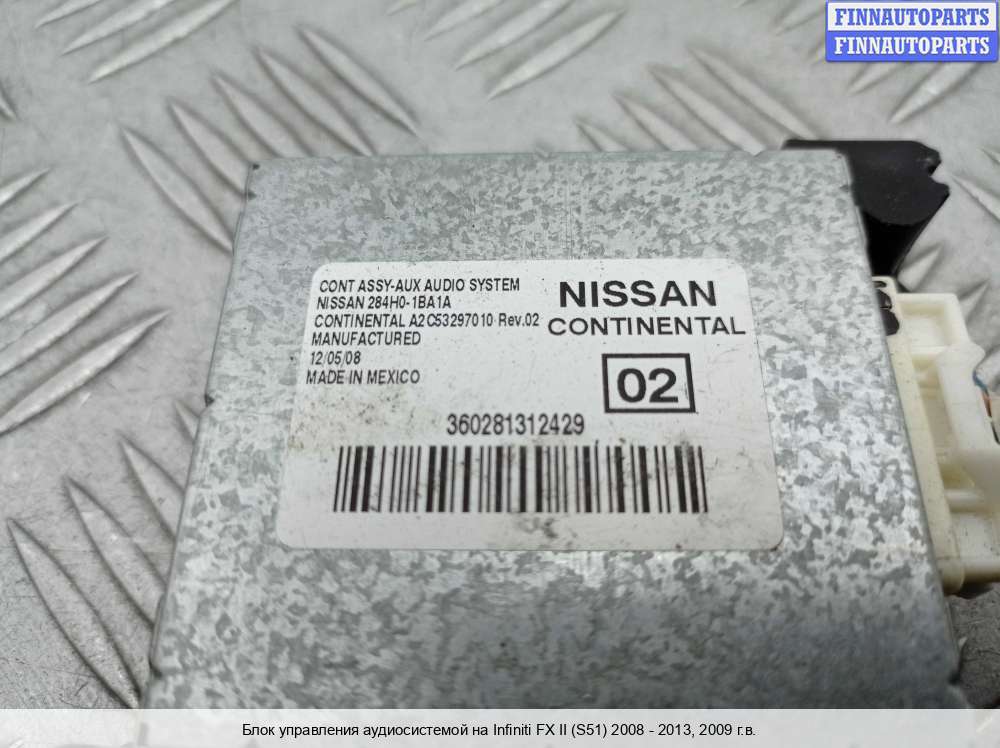 FINNAUTOPARTS
FINNAUTOPARTS
CONT ASSY-AUX AUDIO SYSTEM
NISSAN 284H0-1BA1A
CONTINENTAL A2C53297010 Rev.02
MANUFACTURED
12/05/08
MADE IN MEXICO
NISSAN
CONTINENTAL
02
360281312429
Блок управления аудиосистемой на Infiniti FX II (S51) 2008 - 2013, 2009 г.в.